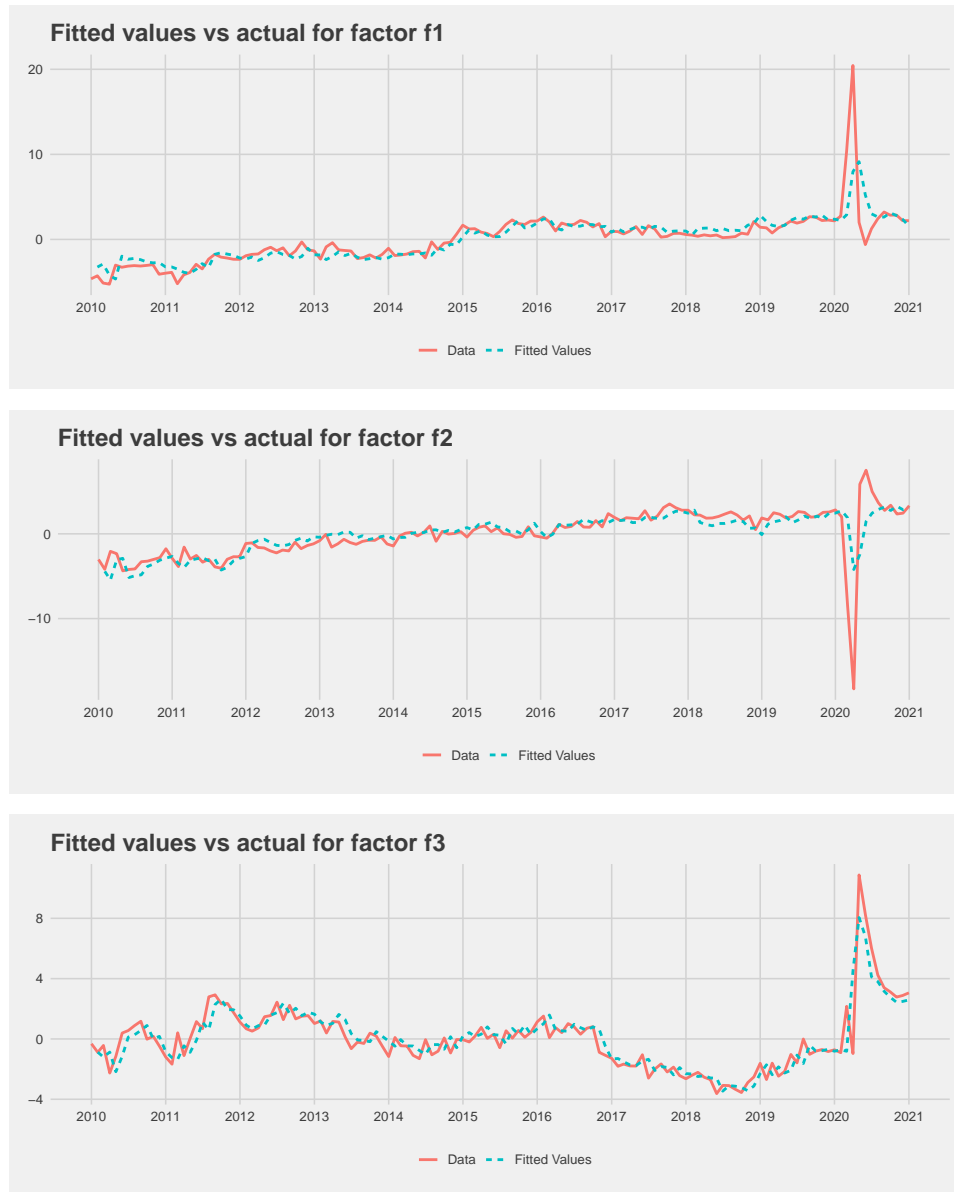 Fitted values vs actual for factor f1
20
10
0
2010 2011 2012 2013 2014 2015 2016 2017 2018 2019 2020 2021
Data Fitted Values
Fitted values vs actual for factor f2
0
−10
2010 2011 2012 2013 2014 2015 2016 2017 2018 2019 2020 2021
Data Fitted Values
Fitted values vs actual for factor f3
8
4
0
−4
2010 2011 2012 2013 2014 2015 2016 2017 2018 2019 2020 2021
Data Fitted Values